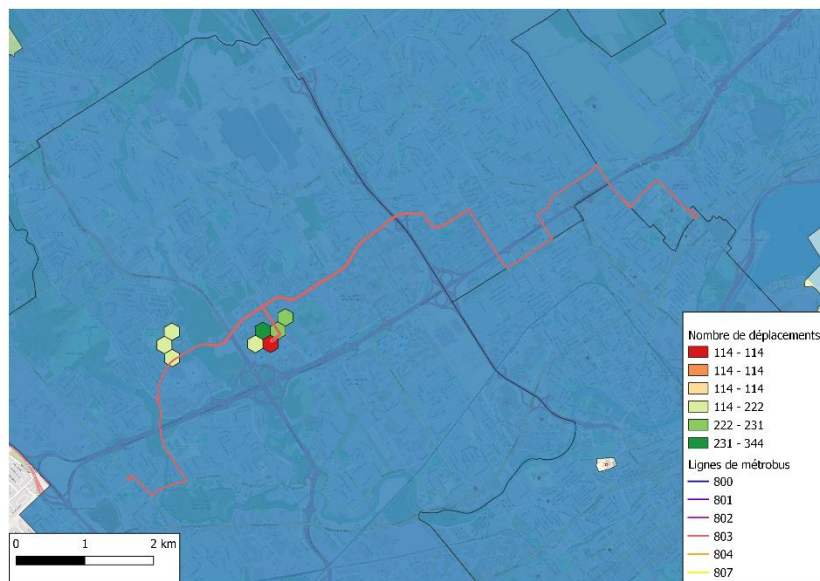 Nombre de déplacements
114 - 114
114 - 114
114 - 114
114 - 222
222 - 231
231 - 344
Lignes de métrobus
800
801
802
803
804
807
0 1 2 km